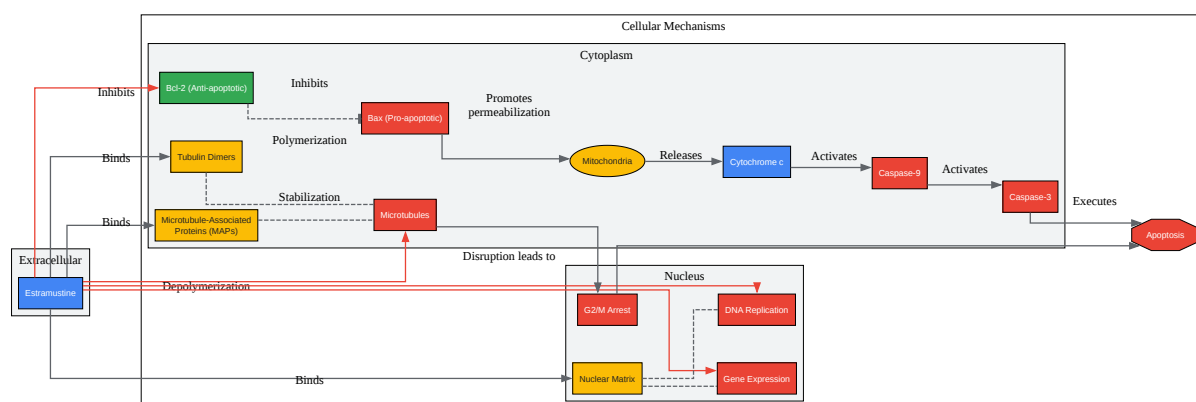 Cellular Mechanisms
Cytoplasm
Bcl-2 (Anti-apoptotic)
Inhibits
Inhibits
Promotes
permeabilization
Bax (Pro-apoptotic)
Polymerization
Binds
Tubulin Dimers
Mitochondria
Releases
Cytochrome c
Activates
Caspase-9
Activates
Caspase-3
Executes
Stabilization
Binds
Microtubule-Associated
Proteins (MAPs)
Microtubules
Apoptosis
Extracellular
Disruption leads to
Nucleus
Estramustine
Depolymerization
G2/M Arrest
DNA Replication
Binds
Nuclear Matrix
Gene Expression